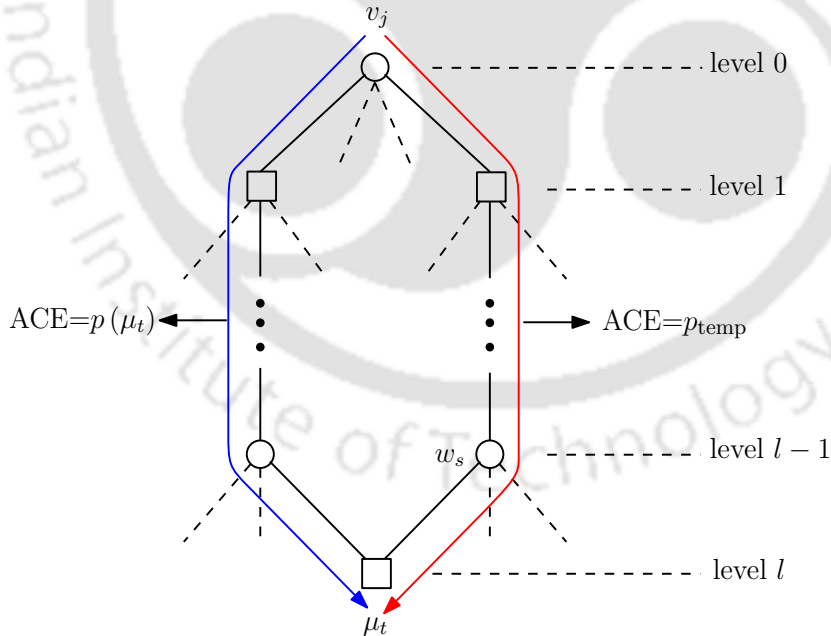 v_j
level 0
level 1
ACE=p (μ_t)
ACE=p_temp
w_s
level l − 1
level l
μ_t
Indian Institute of Technology